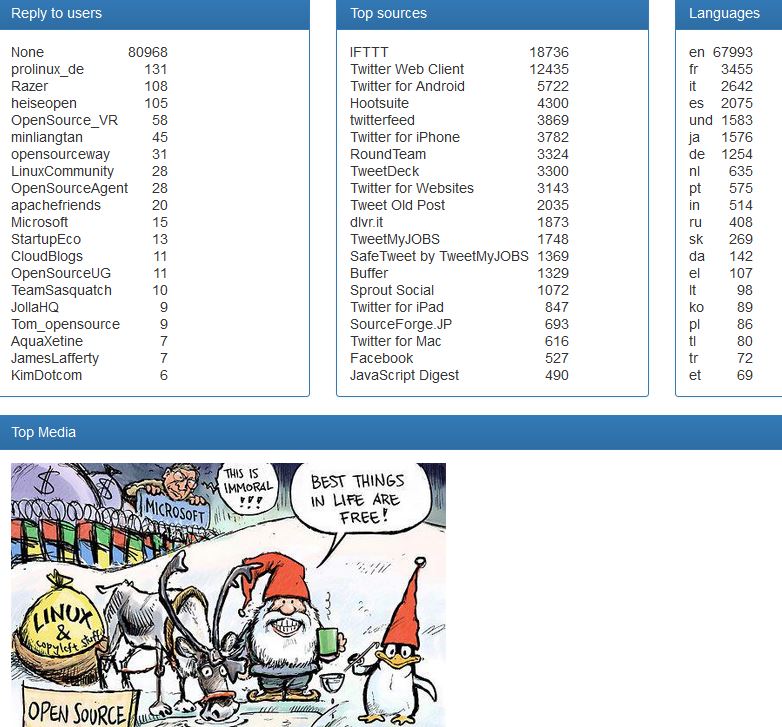 Reply to users
None 80968
prolinux_de 131
Razer 108
heiseopen 105
OpenSource_VR 58
minliangtan 45
opensourceway 31
LinuxCommunity 28
OpenSourceAgent 28
apachefriends 20
Microsoft 15
StartupEco 13
CloudBlogs 11
OpenSourceUG 11
TeamSasquatch 10
JollaHQ 9
Tom_opensource 9
AquaXetine 7
JamesLafferty 7
KimDotcom 6
Top sources
IFTTT 18736
Twitter Web Client 12435
Twitter for Android 5722
Hootsuite 4300
twitterfeed 3869
Twitter for iPhone 3782
RoundTeam 3324
TweetDeck 3300
Twitter for Websites 3143
Tweet Old Post 2035
dlvr.it 1873
TweetMyJOBS 1748
SafeTweet by TweetMyJOBS 1369
Buffer 1329
Sprout Social 1072
Twitter for iPad 847
SourceForge.JP 693
Twitter for Mac 616
Facebook 527
JavaScript Digest 490
Languages
en 67993
fr 3455
it 2642
es 2075
und 1583
ja 1576
de 1254
nl 635
pt 575
in 514
ru 408
sk 269
da 142
el 107
lt 98
ko 89
pl 86
tl 80
tr 72
et 69
Top Media
$
$
MICROSOFT
THIS IS
IMMORAL
!!!
BEST THINGS
IN LIFE ARE
FREE!
LINUX
&
copyleft stuff
OPEN SOURCE